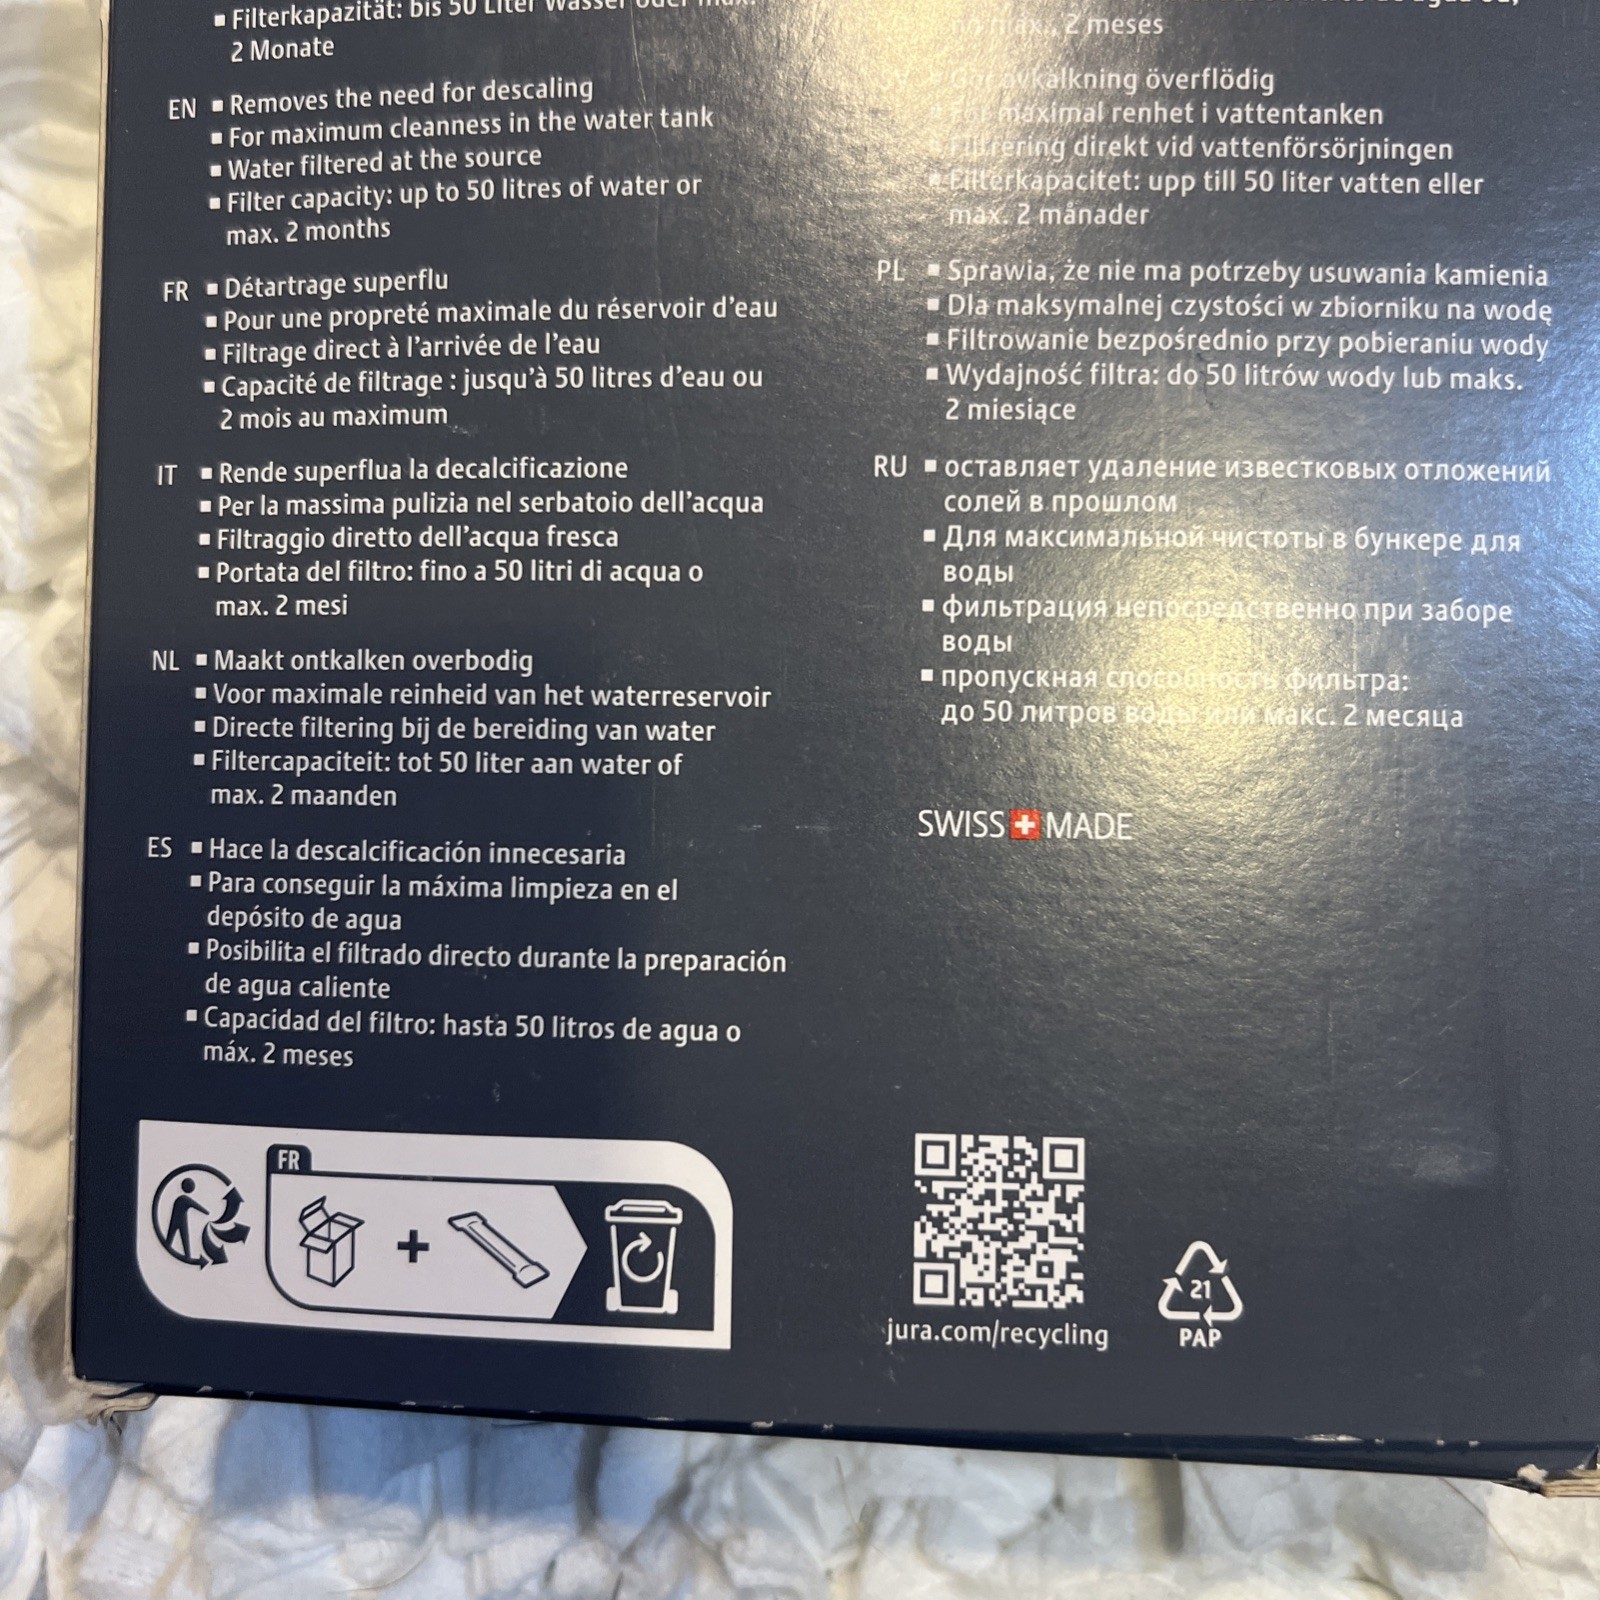 ▪ Filterkapazität: bis 50 Liter Wasser oder max.
2 Monate
EN ▪ Removes the need for descaling
▪ For maximum cleanness in the water tank
▪ Water filtered at the source
▪ Filter capacity: up to 50 litres of water or
max. 2 months
FR ▪ Détartrage superflu
▪ Pour une propreté maximale du réservoir d'eau
▪ Filtrage direct à l'arrivée de l'eau
▪ Capacité de filtrage : jusqu'à 50 litres d'eau ou
2 mois au maximum
IT ▪ Rende superflua la decalcificazione
▪ Per la massima pulizia nel serbatoio dell'acqua
▪ Filtraggio diretto dell'acqua fresca
▪ Portata del filtro: fino a 50 litri di acqua o
max. 2 mesi
NL ▪ Maakt ontkalken overbodig
▪ Voor maximale reinheid van het waterreservoir
▪ Directe filtering bij de bereiding van water
▪ Filtercapaciteit: tot 50 liter aan water of
max. 2 maanden
ES ▪ Hace la descalcificación innecesaria
▪ Para conseguir la máxima limpieza en el
depósito de agua
▪ Posibilita el filtrado directo durante la preparación
de agua caliente
▪ Capacidad del filtro: hasta 50 litros de agua o
máx. 2 meses
FR
+
máx., 2 meses
avkalkning överflödig
För maximal renhet i vattentanken
Filtrering direkt vid vattenförsörjningen
▪ Filterkapacitet: upp till 50 liter vatten eller
max. 2 månader
PL ▪ Sprawia, że nie ma potrzeby usuwania kamienia
▪ Dla maksymalnej czystości w zbiorniku na wodę
▪ Filtrowanie bezpośrednio przy pobieraniu wody
▪ Wydajność filtra: do 50 litrów wody lub maks.
2 miesiące
RU ▪ оставляет удаление известковых отложений
солей в прошлом
▪ Для максимальной чистоты в бункере для
воды
▪ фильтрация непосредственно при заборе
воды
▪ пропускная способность фильтра:
до 50 литров воды или макс. 2 месяца
SWISS MADE
jura.com/recycling
21
PAP